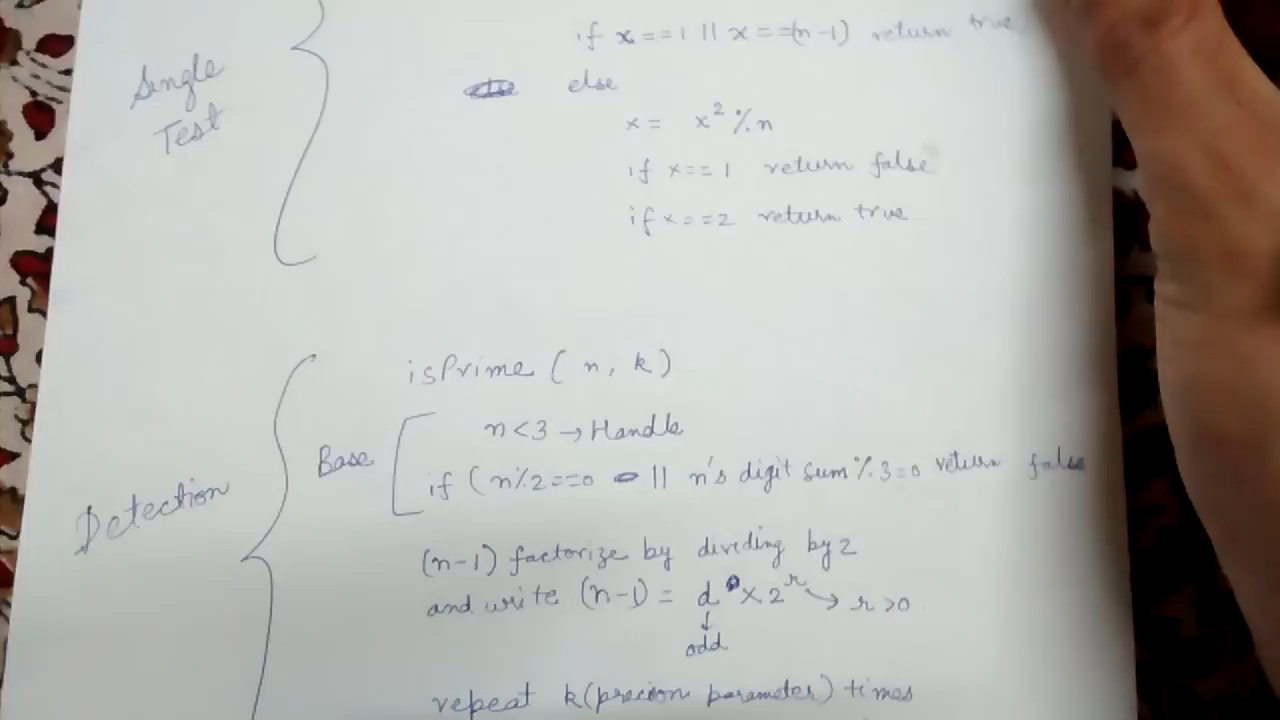 if x==1 || x==(n-1) return true
Single
Test
else
x= x² %n
if x==1 return false
if x==2 return true
isPrime ( n, k )
Base
n<3 → Handle
if ( n%2==0 || n's digit sum % 3=0 return false
Detection
(n-1) factorize by dividing by 2
and write (n-1) = d × 2^r → r>0
↓
odd
repeat k(precion parameter) times